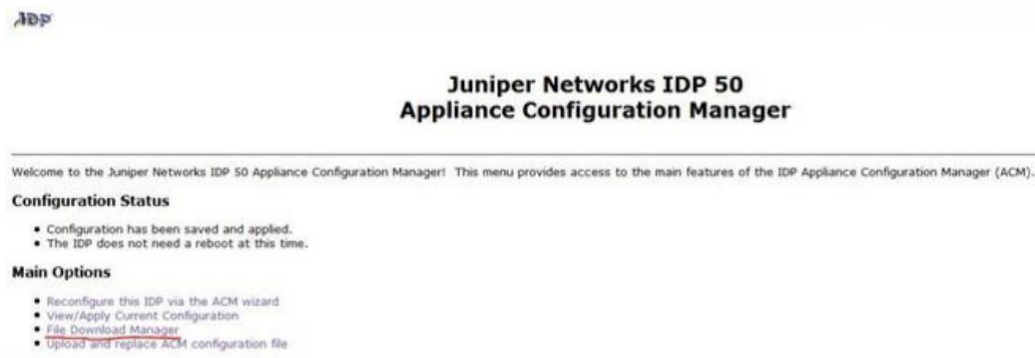 IDP
Juniper Networks IDP 50
Appliance Configuration Manager
Welcome to the Juniper Networks IDP 50 Appliance Configuration Manager! This menu provides access to the main features of the IDP Appliance Configuration Manager (ACM).
Configuration Status
• Configuration has been saved and applied.
• The IDP does not need a reboot at this time.
Main Options
• Reconfigure this IDP via the ACM wizard
• View/Apply Current Configuration
• File Download Manager
• Upload and replace ACM configuration file